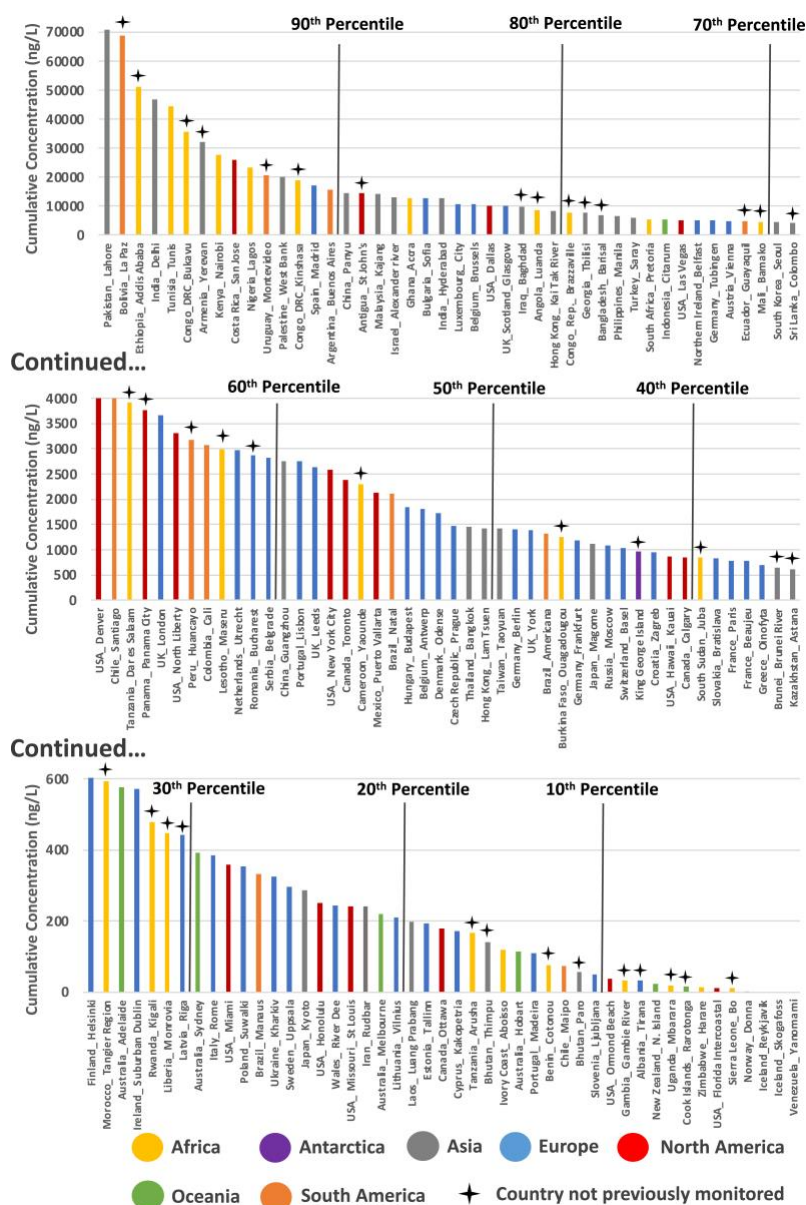 90th Percentile
80th Percentile
70th Percentile
Cumulative Concentration (ng/L)
70000
60000
50000
40000
30000
20000
10000
0
Pakistan_Lahore
Bolivia_La Paz
Ethiopia_Addis Ababa
India_Delhi
Tunisia_Tunis
Congo_DRC_Bukavu
Armenia_Yerevan
Kenya_Nairobi
Costa Rica_San Jose
Nigeria_Lagos
Uruguay_Montevideo
Palestine_West Bank
Congo_DRC_Kinshasa
Spain_Madrid
Argentina_Buenos Aires
China_Panyu
Antigua_St John's
Malaysia_Kajang
Israel_Alexander river
Ghana_Accra
Bulgaria_Sofia
India_Hyderabad
Luxembourg_City
Belgium_Brussels
USA_Dallas
UK_Scotland_Glasgow
Iraq_Baghdad
Angola_Luanda
Hong Kong_Kai Tak River
Congo_Rep_Brazzaville
Georgia_Tbilisi
Bangladesh_Barisal
Philippines_Manila
Turkey_Saray
South Africa_Pretoria
Indonesia_Citarum
USA_Las Vegas
Northern Ireland_Belfast
Germany_Tubingen
Austria_Vienna
Ecuador_Guayaquil
Mali_Bamako
South Korea_Seoul
Sri Lanka_Colombo
Continued...
60th Percentile
50th Percentile
40th Percentile
Cumulative Concentration (ng/L)
4000
3500
3000
2500
2000
1500
1000
500
0
USA_Denver
Chile_Santiago
Tanzania_Dar es Salaam
Panama_Panama City
UK_London
USA_North Liberty
Peru_Huancayo
Colombia_Cali
Lesotho_Maseru
Netherlands_Utrecht
Romania_Bucharest
Serbia_Belgrade
China_Guangzhou
Portugal_Lisbon
UK_Leeds
USA_New York City
Canada_Toronto
Cameroon_Yaounde
Mexico_Puerto Vallarta
Brazil_Natal
Hungary_Budapest
Belgium_Antwerp
Denmark_Odense
Czech Republic_Prague
Thailand_Bangkok
Hong Kong_Lam Tsuen
Taiwan_Taoyuan
Germany_Berlin
UK_York
Brazil_Americana
Burkina Faso_Ouagadougou
Germany_Frankfurt
Japan_Magome
Russia_Moscow
Switzerland_Basel
King George Island
Croatia_Zagreb
USA_Hawaii_Kauai
Canada_Calgary
South Sudan_Juba
Slovakia_Bratislava
France_Paris
France_Beaujeu
Greece_Oinofyta
Brunei_Brunei River
Kazakhstan_Astana
Continued...
30th Percentile
20th Percentile
10th Percentile
Cumulative Concentration (ng/L)
600
400
200
0
Finland_Helsinki
Morocco_Tangier Region
Australia_Adelaide
Ireland_Suburban Dublin
Rwanda_Kigali
Liberia_Monrovia
Latvia_Riga
Australia_Sydney
Italy_Rome
USA_Miami
Poland_Suwalki
Brazil_Manaus
Ukraine_Kharkiv
Sweden_Uppsala
Japan_Kyoto
USA_Honolulu
Wales_River Dee
USA_Missouri_St Louis
Iran_Rudbar
Australia_Melbourne
Lithuania_Vilnius
Laos_Luang Prabang
Estonia_Tallinn
Canada_Ottawa
Cyprus_Kakopetria
Tanzania_Arusha
Bhutan_Thimpu
Ivory Coast_Aboisso
Australia_Hobart
Portugal_Madeira
Benin_Cotonou
Chile_Maipo
Bhutan_Paro
Slovenia_Ljubljana
USA_Ormond Beach
Gambia_Gambie River
Albania_Tirana
New Zealand_N. Island
Uganda_Mbarara
Cook Islands_Rarotonga
Zimbabwe_Harare
USA_Florida Intercoastal
Sierra Leone_Bo
Norway_Donna
Iceland_Reykjavik
Iceland_Skogafoss
Venezuela_Yanomami
Africa
Antarctica
Asia
Europe
North America
Oceania
South America
Country not previously monitored